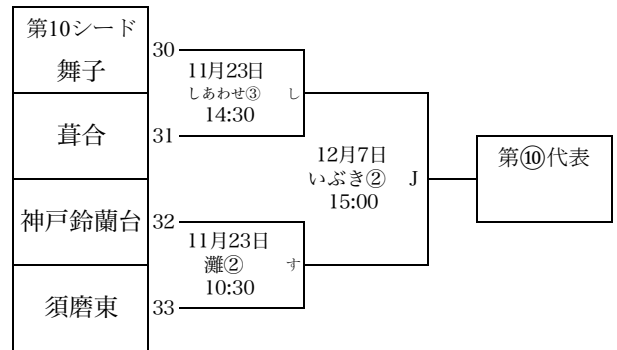 第10シード
舞子
30
11月23日
しあわせ③ し
14:30
葺合
31
12月7日
いぶき② J
15:00
第⑩代表
神戸鈴蘭台
32
11月23日
灘② す
10:30
須磨東
33